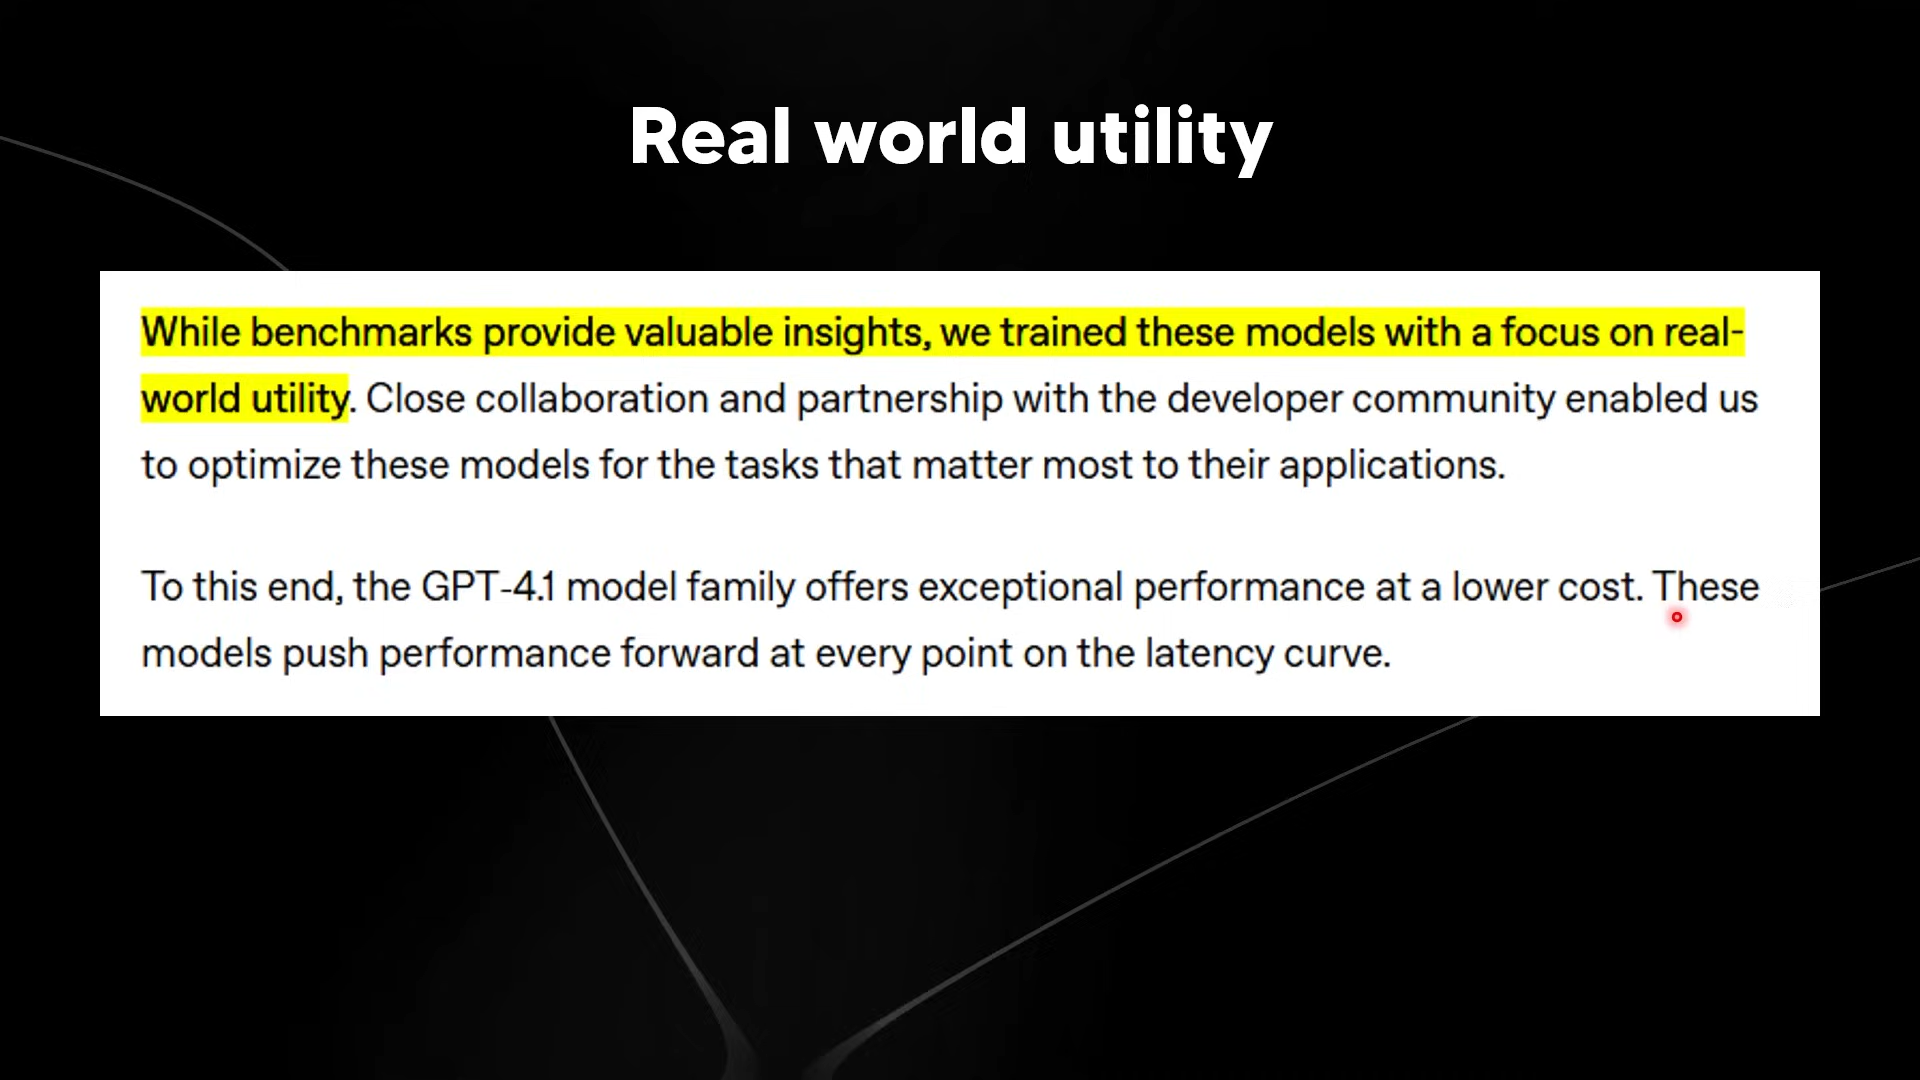 Real world utility
While benchmarks provide valuable insights, we trained these models with a focus on real-
world utility. Close collaboration and partnership with the developer community enabled us
to optimize these models for the tasks that matter most to their applications.
To this end, the GPT-4.1 model family offers exceptional performance at a lower cost. These
models push performance forward at every point on the latency curve.